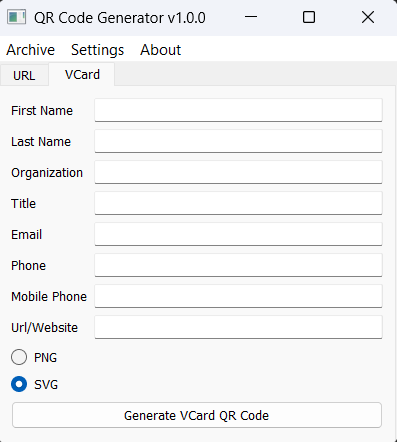 QR Code Generator v1.0.0
Archive Settings About
URL VCard
First Name
Last Name
Organization
Title
Email
Phone
Mobile Phone
Url/Website
PNG
SVG
Generate VCard QR Code